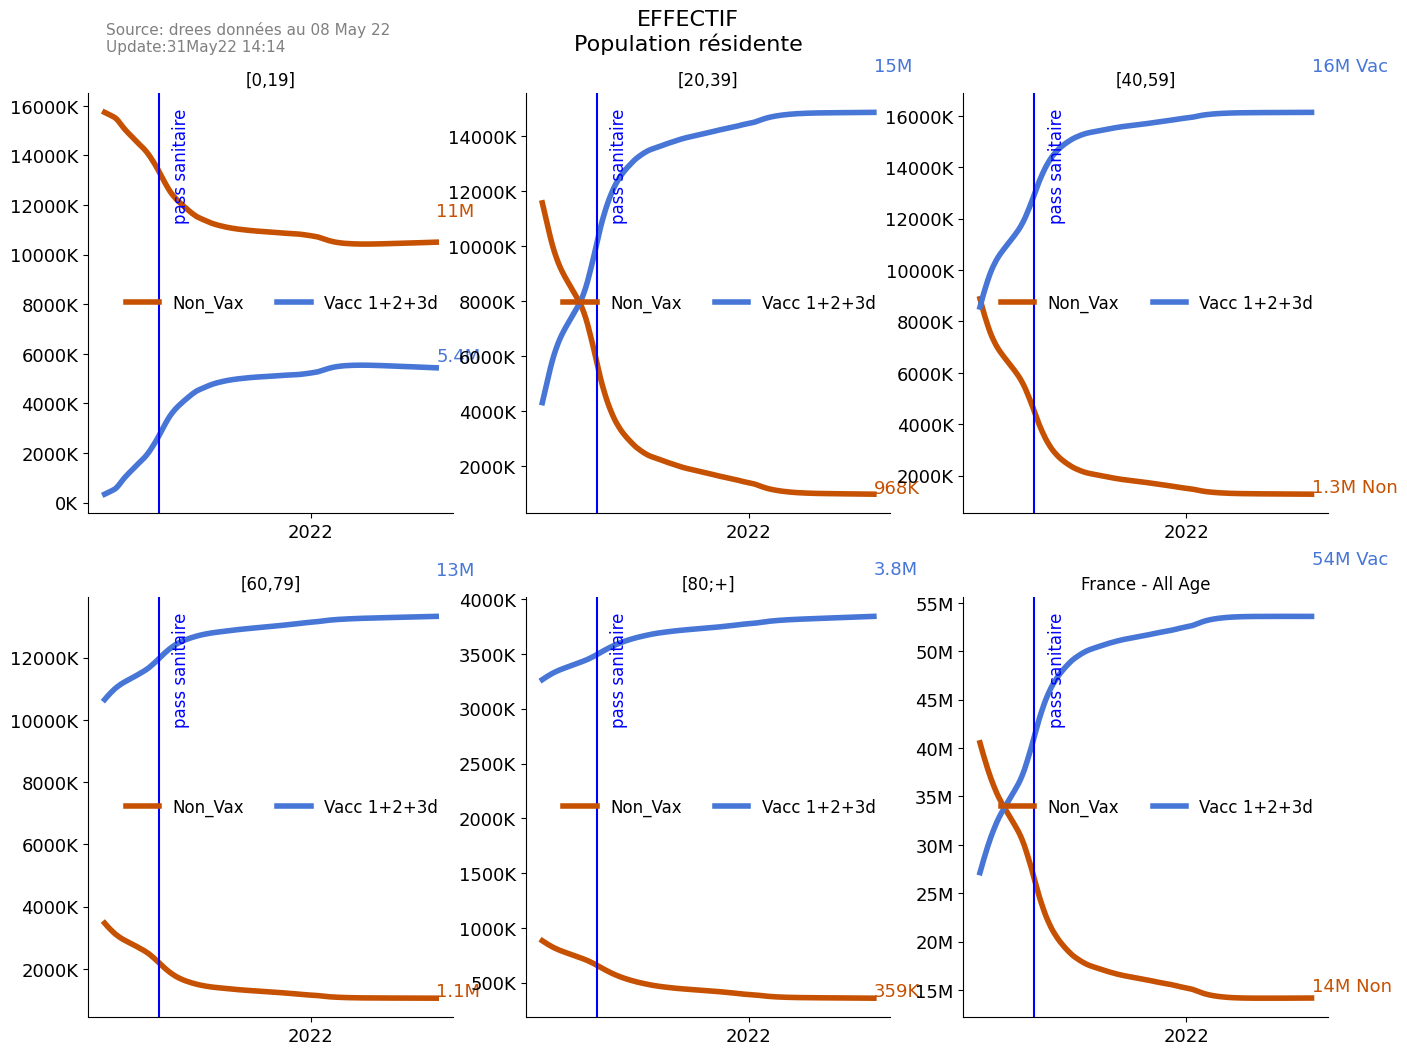 Source: drees données au 08 May 22
Update:31May22 14:14
EFFECTIF
Population résidente
[0,19]
16000K
14000K
12000K
10000K
8000K
6000K
4000K
2000K
0K
pass sanitaire
11M
5.4M
Non_Vax
Vacc 1+2+3d
2022
[20,39]
15M
14000K
12000K
10000K
8000K
6000K
4000K
2000K
pass sanitaire
Non_Vax
Vacc 1+2+3d
968K
2022
[40,59]
16M Vac
16000K
14000K
12000K
10000K
8000K
6000K
4000K
2000K
pass sanitaire
Non_Vax
Vacc 1+2+3d
1.3M Non
2022
[60,79]
13M
12000K
10000K
8000K
6000K
4000K
2000K
pass sanitaire
Non_Vax
Vacc 1+2+3d
1.1M
2022
[80;+]
3.8M
4000K
3500K
3000K
2500K
2000K
1500K
1000K
500K
pass sanitaire
Non_Vax
Vacc 1+2+3d
359K
2022
France - All Age
54M Vac
55M
50M
45M
40M
35M
30M
25M
20M
15M
pass sanitaire
Non_Vax
Vacc 1+2+3d
14M Non
2022